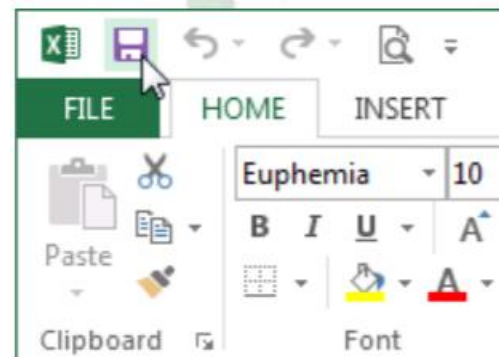 FILE HOME INSERT
Euphemia 10
B I U A
Paste
A
Clipboard Font